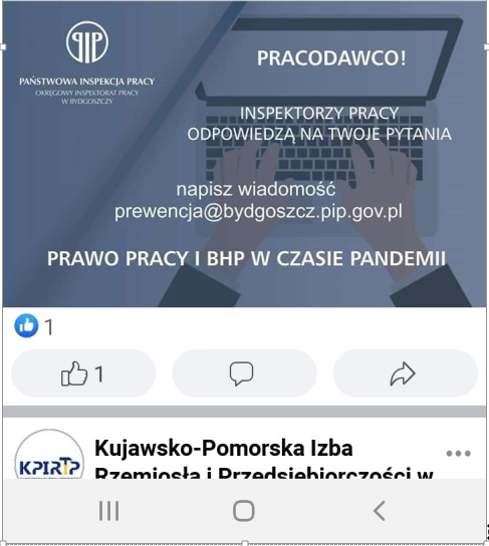 PIP
PAŃSTWOWA INSPEKCJA PRACY
OKRĘGOWY INSPEKTORAT PRACY
W BYDGOSZCZY
PRACODAWCO!
INSPEKTORZY PRACY
ODPOWIEDZĄ NA TWOJE PYTANIA
napisz wiadomość
prewencja@bydgoszcz.pip.gov.pl
PRAWO PRACY I BHP W CZASIE PANDEMII
1
1
KPIRiP
Kujawsko-Pomorska Izba
Rzemiosła i Przedsiębiorczości w